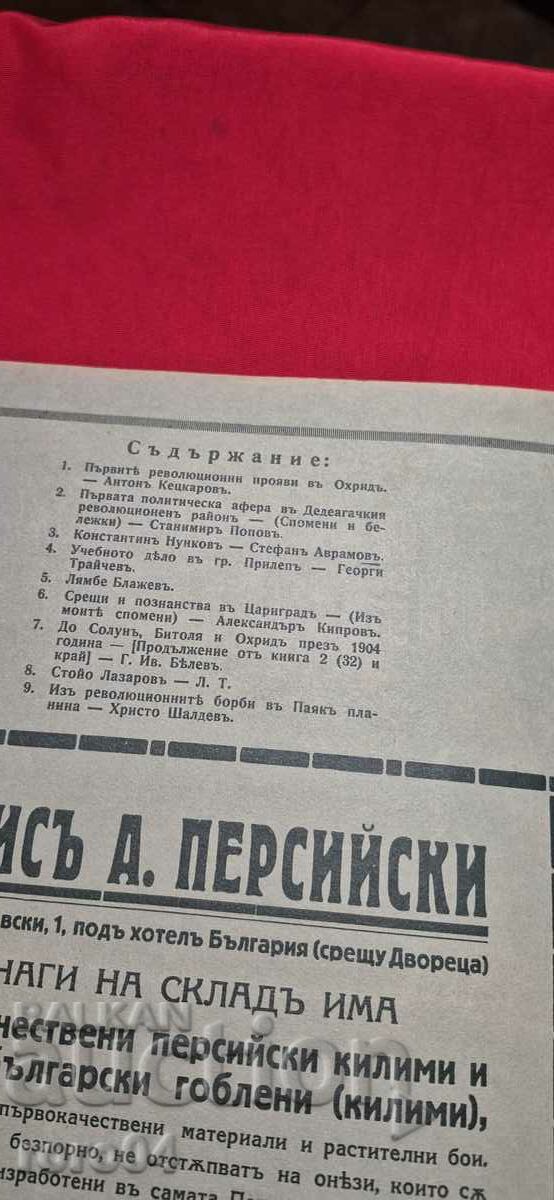 Съдържание:
1. Първитѣ революционни прояви въ Охридъ.
— Антонъ Кецкаровъ.
2. Първата политическа афера въ Дедеагачкия
революционенъ районъ — (Спомени и бе-
лежки) — Станимиръ Поповъ.
3. Константинъ Нунковъ — Стефанъ Аврамовъ.
4. Учебното дѣло въ гр. Прилепъ — Георги
Трайчевъ.
5. Лямбе Блажевъ.
6. Срещи и познанства въ Цариградъ — (Изъ
моитѣ спомени) — Александъръ Кипровъ.
7. До Солунъ, Битоля и Охридъ презъ 1904
година — [Продължение отъ книга 2 (32) и
край] — Г. Ив. Бѣлевъ.
8. Стойо Лазаровъ — Л. Т.
9. Изъ революционнитѣ борби въ Паякъ пла-
нина — Христо Шалдевъ.
ИСЪ А. ПЕРСИЙСКИ
вски, 1, подъ хотелъ България (срещу Двореца)
НАГИ НА СКЛАДЪ ИМА
чествени персийски килими и
български гоблени (килими),
първокачествени материали и растителни бои.
безпорно, не отстѫпватъ на онѣзи, които сѫ
изработени въ самата
BALKAN
auction